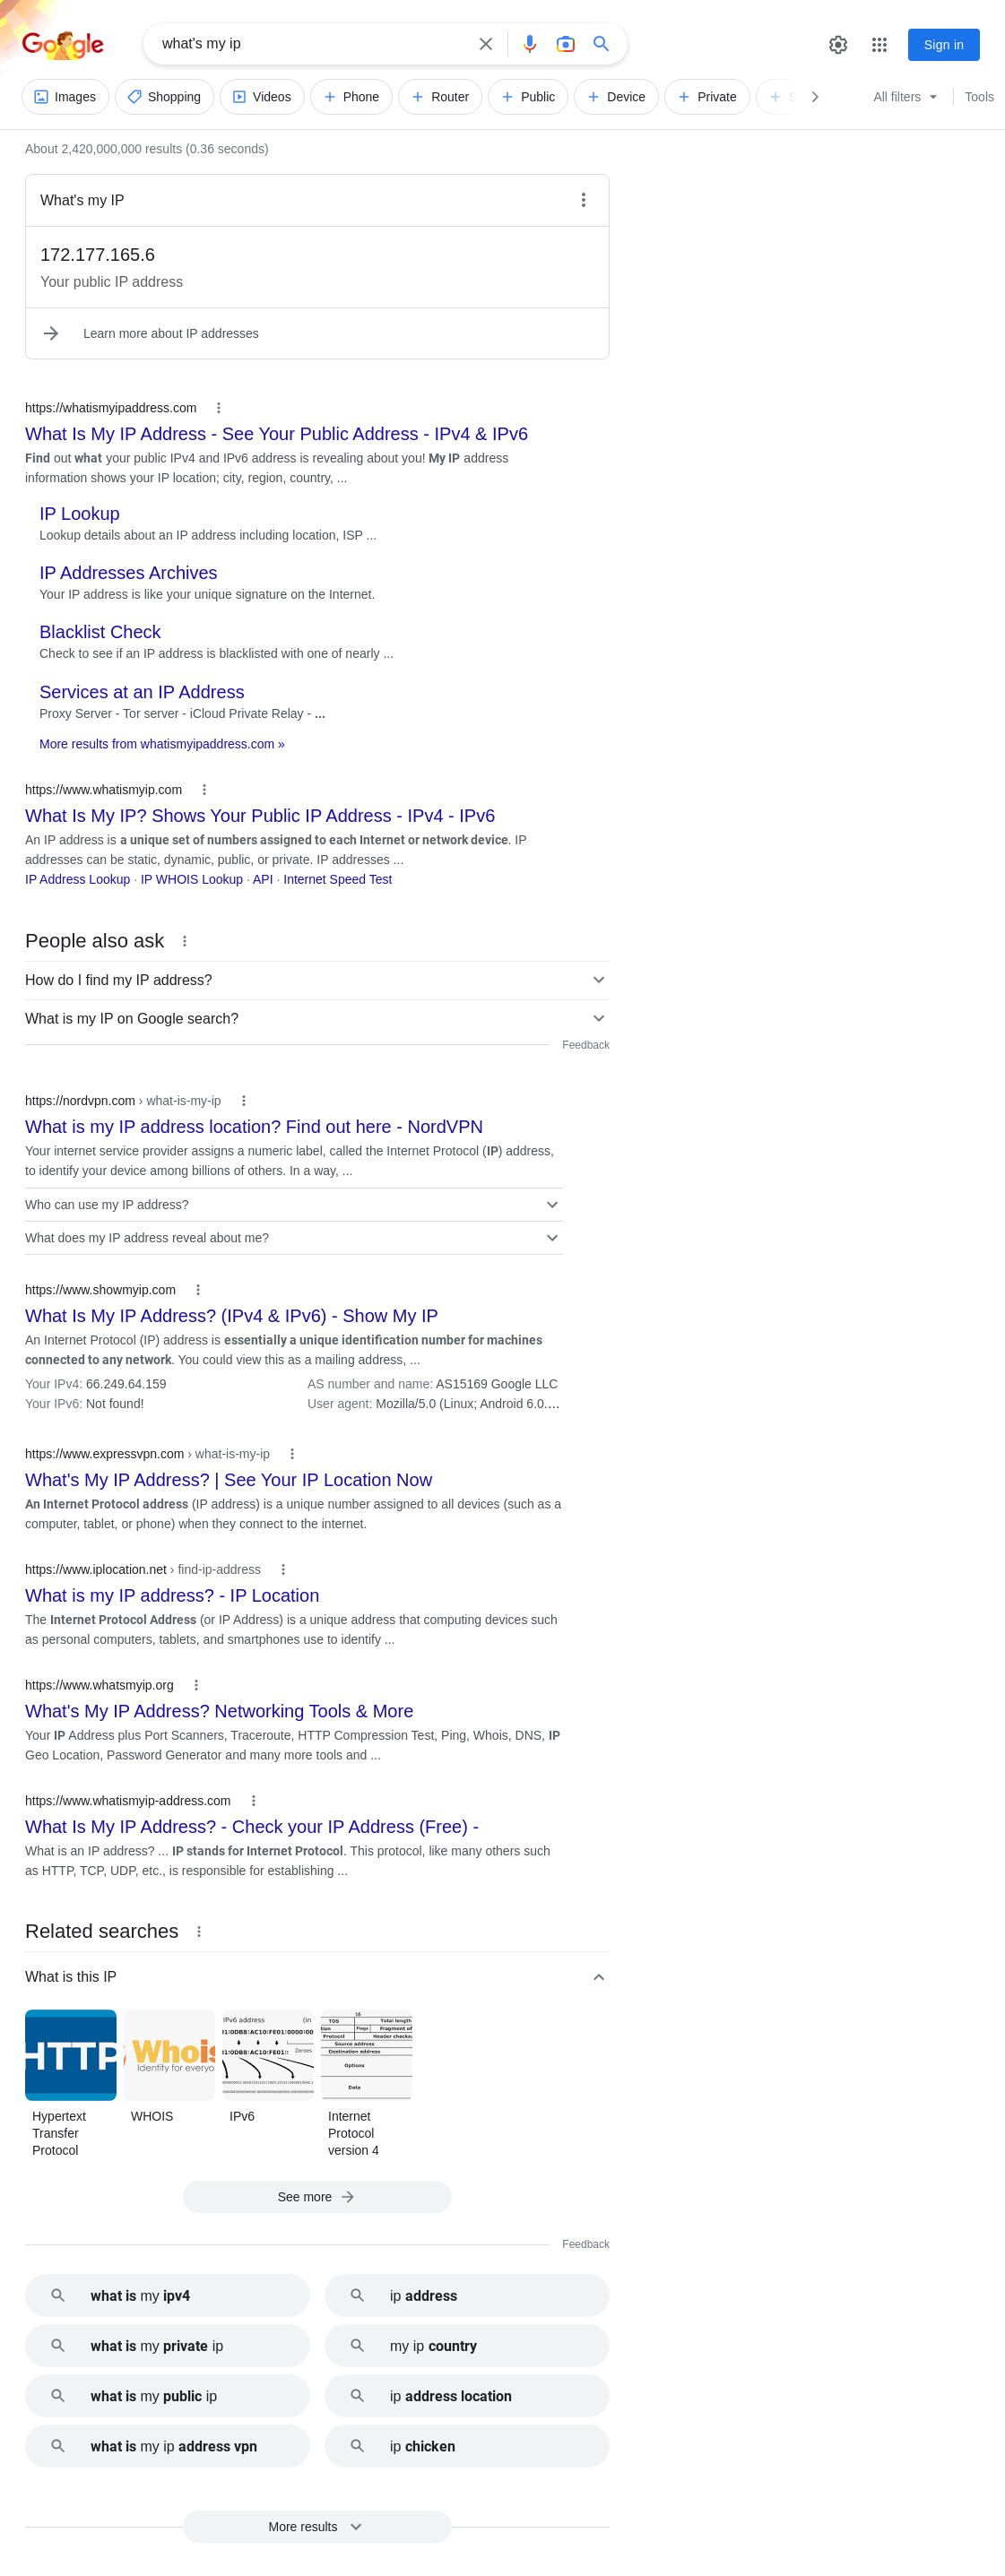 Google
what's my ip
Sign in
Images
Shopping
Videos
Phone
Router
Public
Device
Private
All filters
Tools
About 2,420,000,000 results (0.36 seconds)
What's my IP
172.177.165.6
Your public IP address
Learn more about IP addresses
https://whatismyipaddress.com
What Is My IP Address - See Your Public Address - IPv4 & IPv6
Find out what your public IPv4 and IPv6 address is revealing about you! My IP address
information shows your IP location; city, region, country, ...
IP Lookup
Lookup details about an IP address including location, ISP ...
IP Addresses Archives
Your IP address is like your unique signature on the Internet.
Blacklist Check
Check to see if an IP address is blacklisted with one of nearly ...
Services at an IP Address
Proxy Server - Tor server - iCloud Private Relay - ...
More results from whatismyipaddress.com »
https://www.whatismyip.com
What Is My IP? Shows Your Public IP Address - IPv4 - IPv6
An IP address is a unique set of numbers assigned to each Internet or network device. IP
addresses can be static, dynamic, public, or private. IP addresses ...
IP Address Lookup · IP WHOIS Lookup · API · Internet Speed Test
People also ask
How do I find my IP address?
What is my IP on Google search?
Feedback
https://nordvpn.com › what-is-my-ip
What is my IP address location? Find out here - NordVPN
Your internet service provider assigns a numeric label, called the Internet Protocol (IP) address,
to identify your device among billions of others. In a way, ...
Who can use my IP address?
What does my IP address reveal about me?
https://www.showmyip.com
What Is My IP Address? (IPv4 & IPv6) - Show My IP
An Internet Protocol (IP) address is essentially a unique identification number for machines
connected to any network. You could view this as a mailing address, ...
Your IPv4: 66.249.64.159 AS number and name: AS15169 Google LLC
Your IPv6: Not found! User agent: Mozilla/5.0 (Linux; Android 6.0....
https://www.expressvpn.com › what-is-my-ip
What's My IP Address? | See Your IP Location Now
An Internet Protocol address (IP address) is a unique number assigned to all devices (such as a
computer, tablet, or phone) when they connect to the internet.
https://www.iplocation.net › find-ip-address
What is my IP address? - IP Location
The Internet Protocol Address (or IP Address) is a unique address that computing devices such
as personal computers, tablets, and smartphones use to identify ...
https://www.whatsmyip.org
What's My IP Address? Networking Tools & More
Your IP Address plus Port Scanners, Traceroute, HTTP Compression Test, Ping, Whois, DNS, IP
Geo Location, Password Generator and many more tools and ...
https://www.whatismyip-address.com
What Is My IP Address? - Check your IP Address (Free) -
What is an IP address? ... IP stands for Internet Protocol. This protocol, like many others such
as HTTP, TCP, UDP, etc., is responsible for establishing ...
Related searches
What is this IP
HTTP
Whois
Identity for everyo
IPv6 address (in
Zeroes
16
TOS Total length
Flags Fragment of
Protocol Header checks
Source address
Destination address
Options
Data
Hypertext
Transfer
Protocol
WHOIS
IPv6
Internet
Protocol
version 4
See more
Feedback
what is my ipv4
ip address
what is my private ip
my ip country
what is my public ip
ip address location
what is my ip address vpn
ip chicken
More results